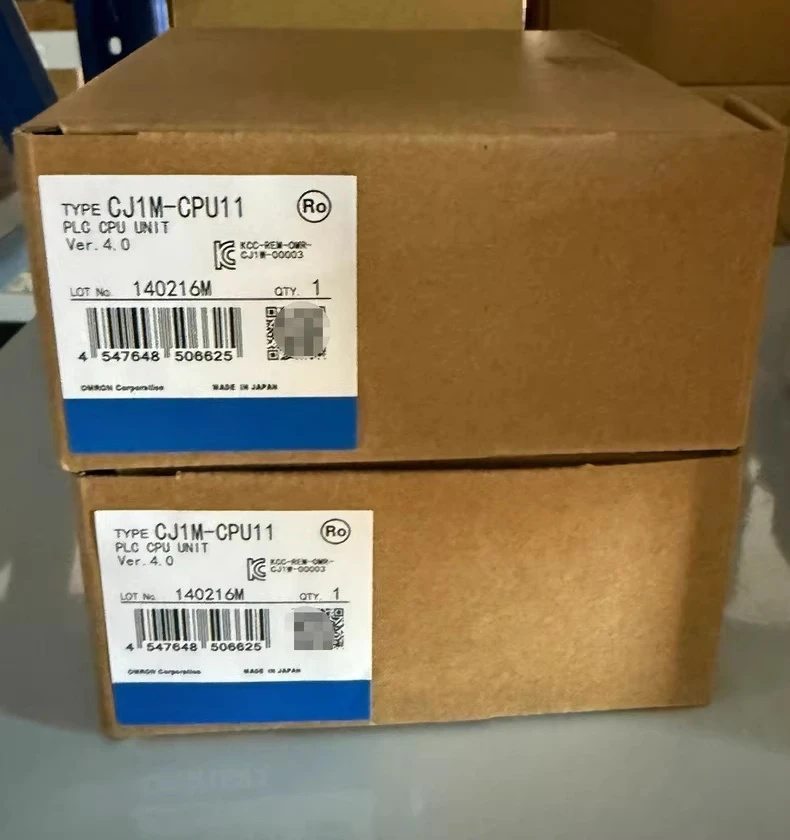 TYPE CJ1M-CPU11 Ro
PLC CPU UNIT
Ver.4.0
KCC-REM-OMR-
CJ1W-00003
LOT No. 140216M QTY. 1
4 547648 506625
OMRON Corporation MADE IN JAPAN
TYPE CJ1M-CPU11 Ro
PLC CPU UNIT
Ver.4.0
KCC-REM-OMR-
CJ1W-00003
LOT No. 140216M QTY. 1
4 547648 506625
OMRON Corporation MADE IN JAPAN